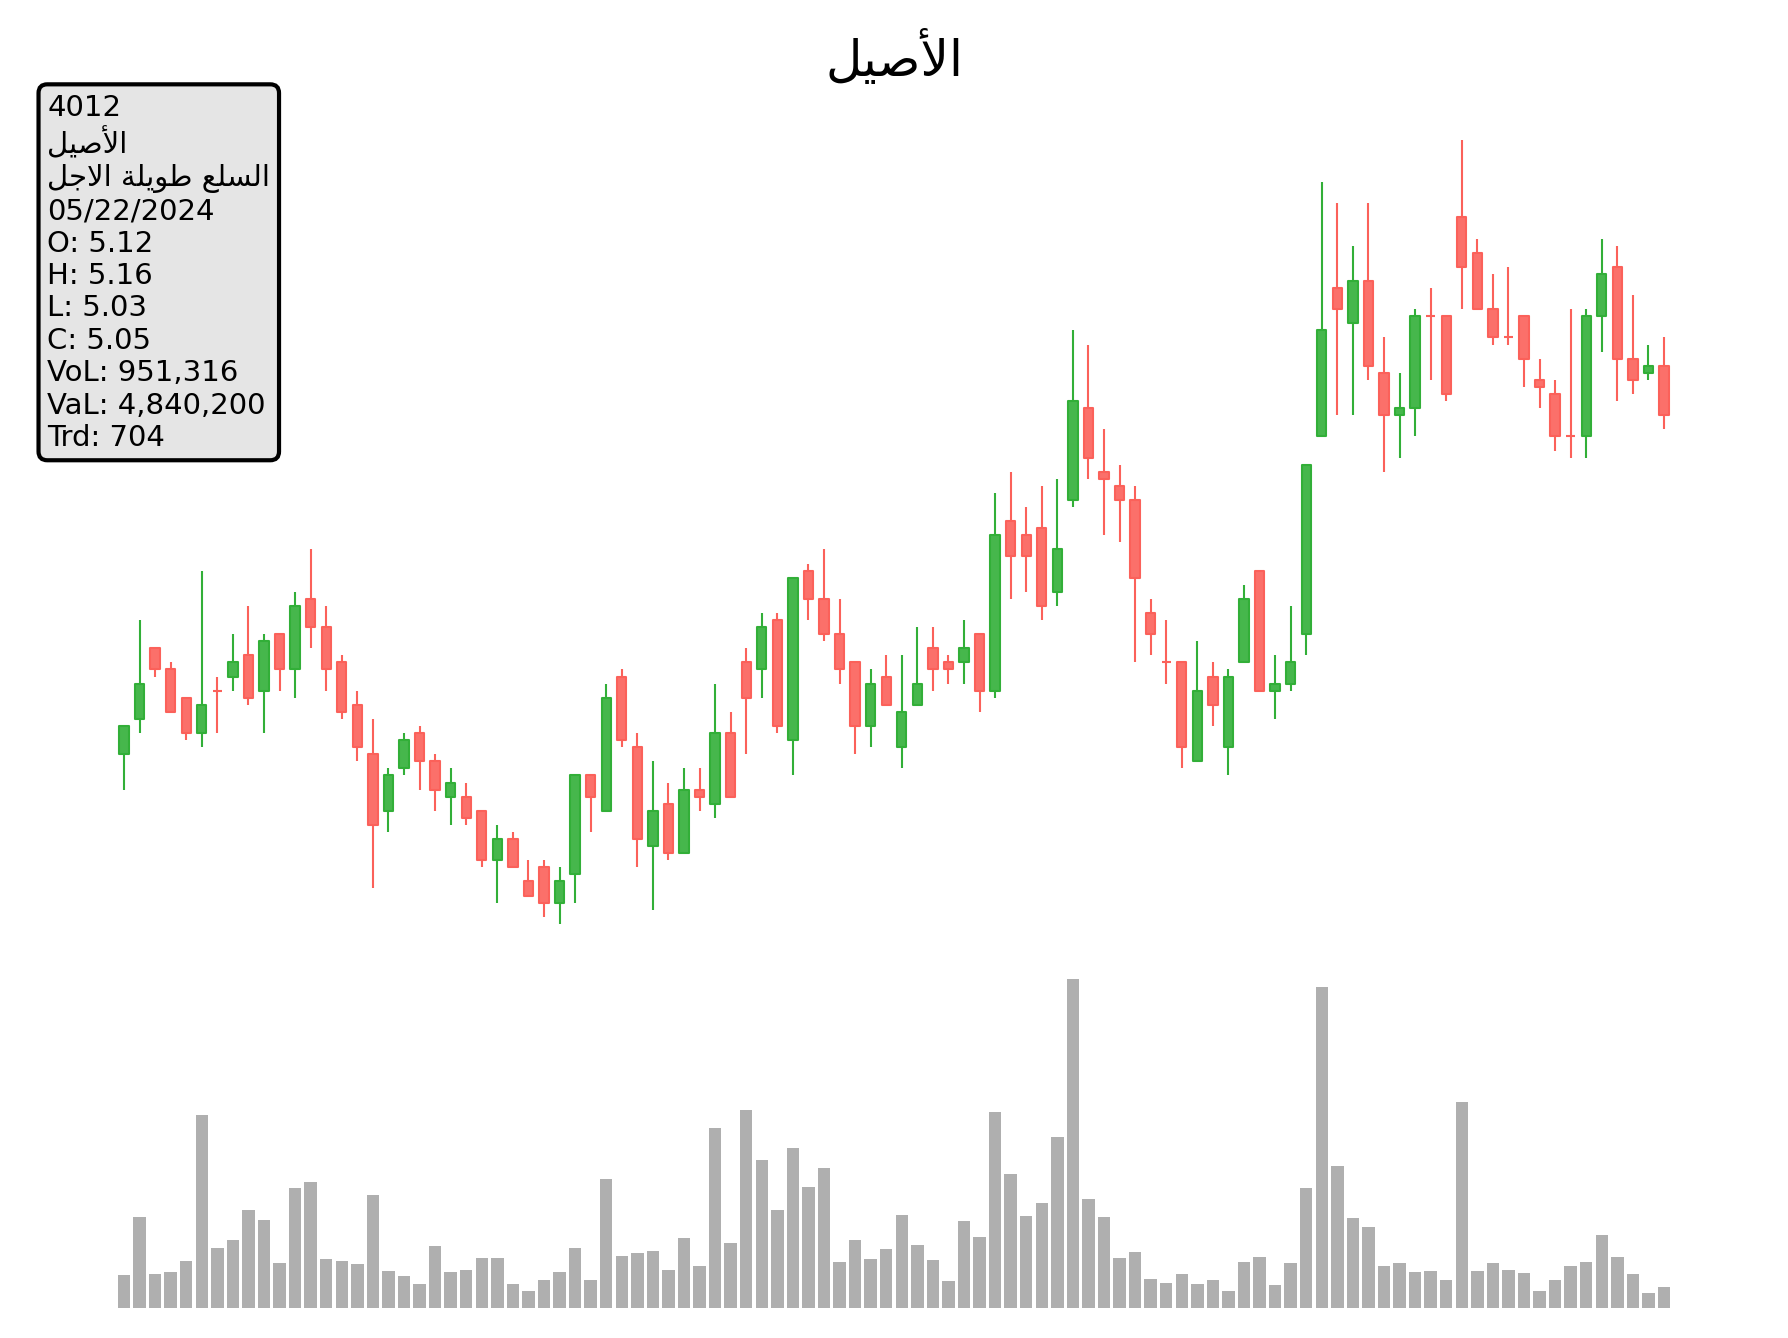 الأصيل
4012
الأصيل
السلع طويلة الاجل
05/22/2024
O: 5.12
H: 5.16
L: 5.03
C: 5.05
VoL: 951,316
VaL: 4,840,200
Trd: 704